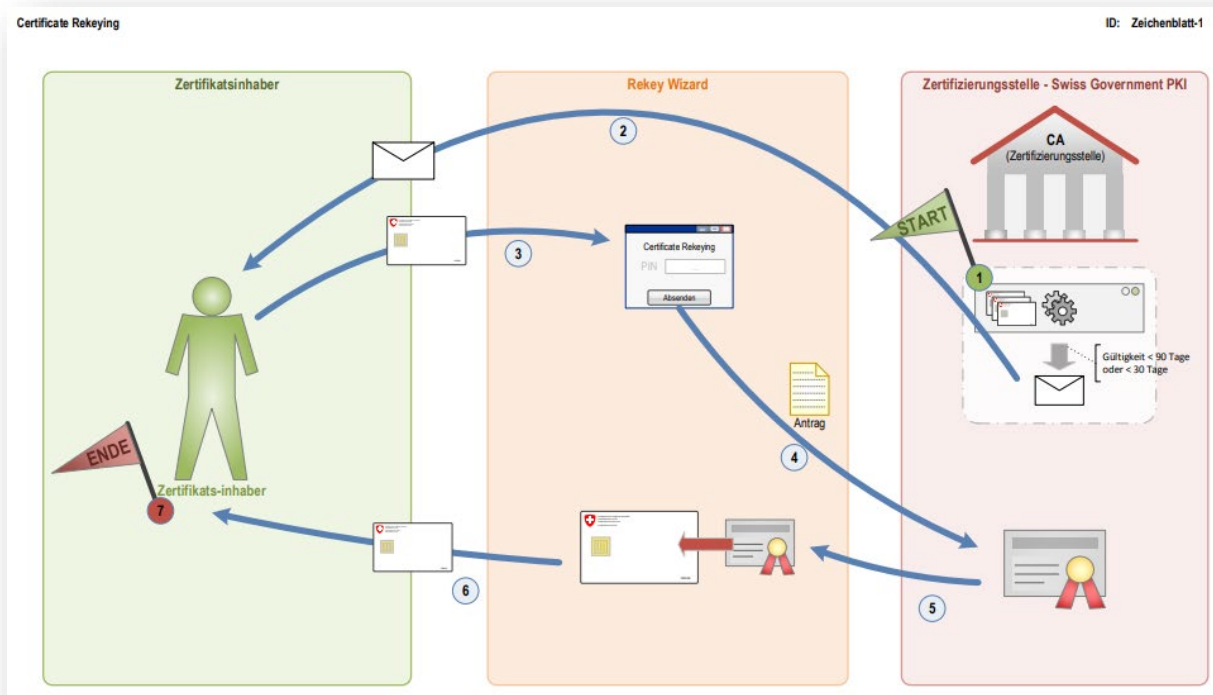 Certificate Rekeying
ID: Zeichenblatt-1
Zertifikatsinhaber
Rekey Wizard
Zertifizierungsstelle - Swiss Government PKI
2
CA
(Zertifizierungsstelle)
START
3
Certificate Rekeying
PIN ...
Absenden
1
Gültigkeit < 90 Tage
oder < 30 Tage
Antrag
4
ENDE
Zertifikats-inhaber
7
6
5